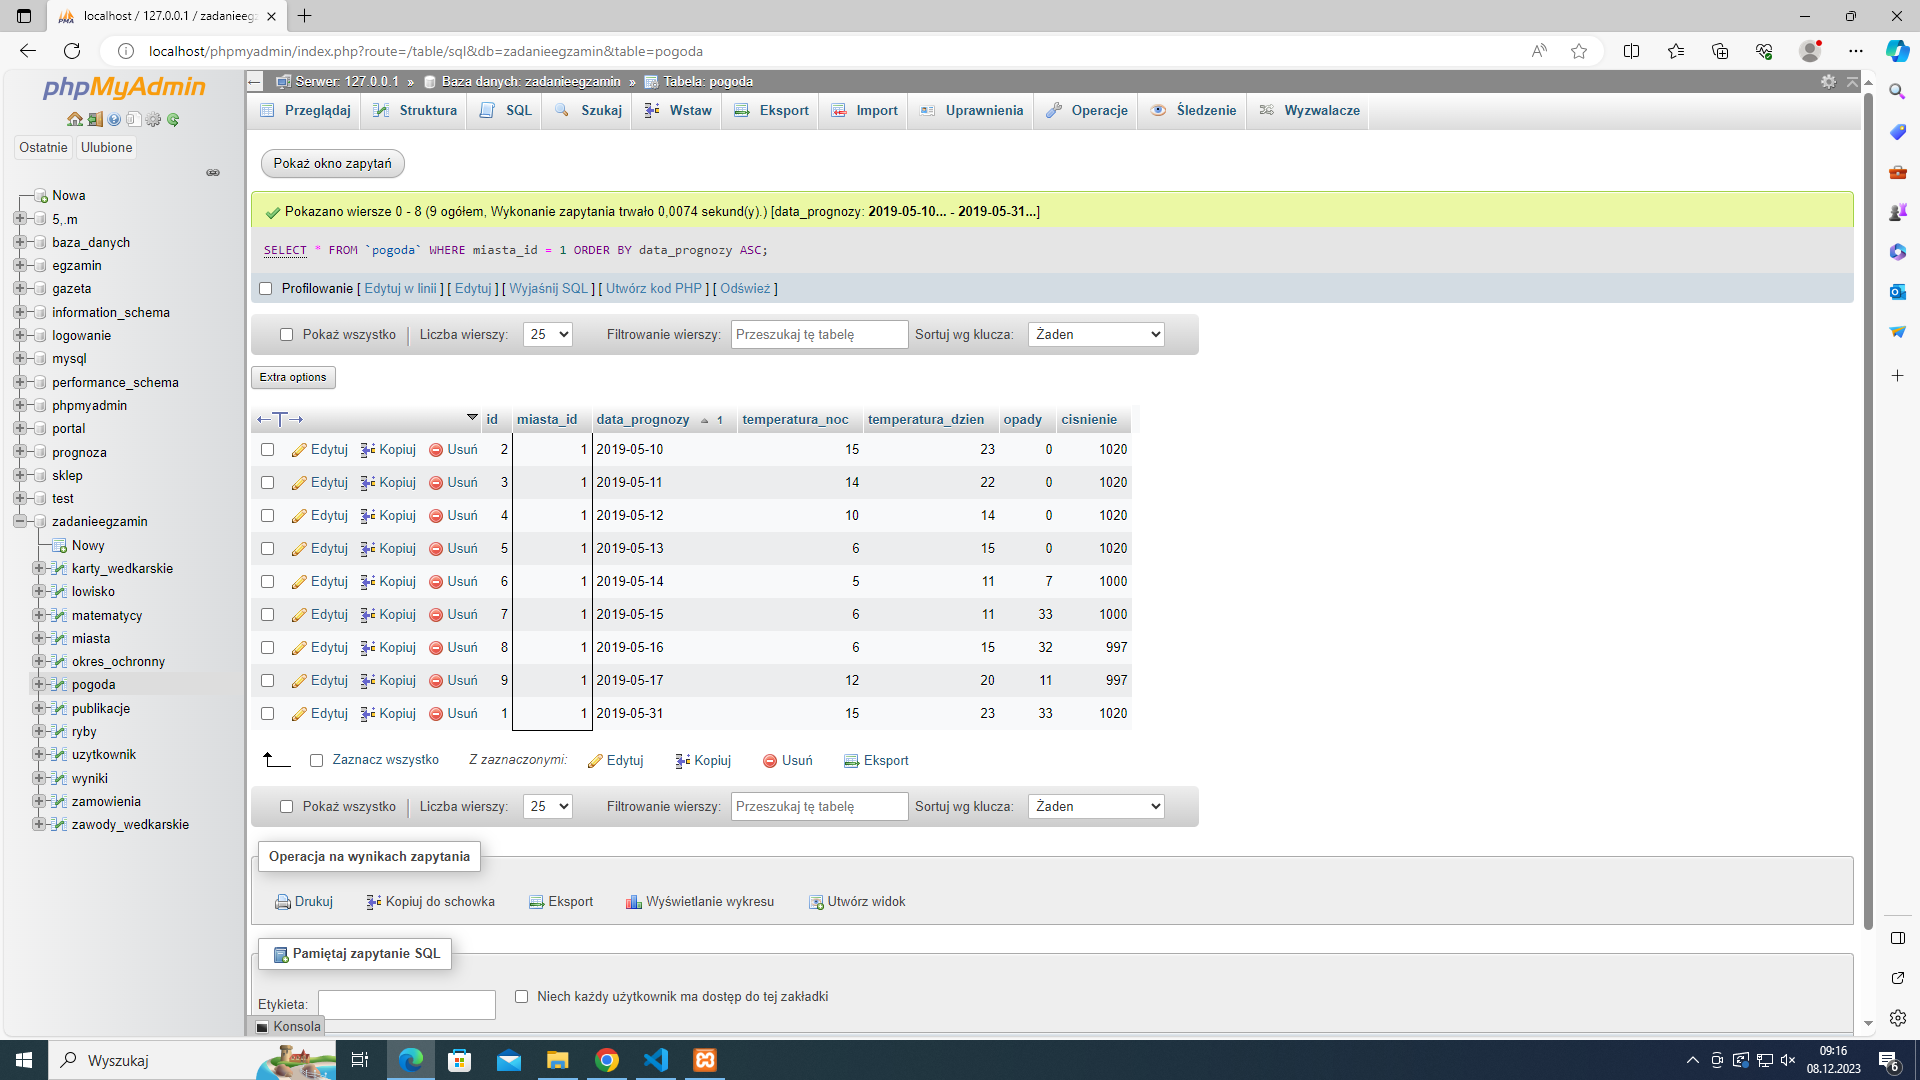 localhost / 127.0.0.1 / zadanieegz
localhost/phpmyadmin/index.php?route=/table/sql&db=zadanieegzamin&table=pogoda
phpMyAdmin
Ostatnie Ulubione
Nowa
5,.m
baza_danych
egzamin
gazeta
information_schema
logowanie
mysql
performance_schema
phpmyadmin
portal
prognoza
sklep
test
zadanieegzamin
Nowy
karty_wedkarskie
lowisko
matematycy
miasta
okres_ochronny
pogoda
publikacje
ryby
uzytkownik
wyniki
zamowienia
zawody_wedkarskie
Serwer: 127.0.0.1 » Baza danych: zadanieegzamin » Tabela: pogoda
Przeglądaj Struktura SQL Szukaj Wstaw Eksport Import Uprawnienia Operacje Śledzenie Wyzwalacze
Pokaż okno zapytań
Pokazano wiersze 0 - 8 (9 ogółem, Wykonanie zapytania trwało 0,0074 sekund(y).) [data_prognozy: 2019-05-10... - 2019-05-31...]
SELECT * FROM `pogoda` WHERE miasta_id = 1 ORDER BY data_prognozy ASC;
Profilowanie [ Edytuj w linii ] [ Edytuj ] [ Wyjaśnij SQL ] [ Utwórz kod PHP ] [ Odśwież ]
Pokaż wszystko Liczba wierszy: 25 Filtrowanie wierszy: Przeszukaj tę tabelę Sortuj wg klucza: Żaden
Extra options
←T→ id miasta_id data_prognozy 1 temperatura_noc temperatura_dzien opady cisnienie
Edytuj Kopiuj Usuń 2 1 2019-05-10 15 23 0 1020
Edytuj Kopiuj Usuń 3 1 2019-05-11 14 22 0 1020
Edytuj Kopiuj Usuń 4 1 2019-05-12 10 14 0 1020
Edytuj Kopiuj Usuń 5 1 2019-05-13 6 15 0 1020
Edytuj Kopiuj Usuń 6 1 2019-05-14 5 11 7 1000
Edytuj Kopiuj Usuń 7 1 2019-05-15 6 11 33 1000
Edytuj Kopiuj Usuń 8 1 2019-05-16 6 15 32 997
Edytuj Kopiuj Usuń 9 1 2019-05-17 12 20 11 997
Edytuj Kopiuj Usuń 1 1 2019-05-31 15 23 33 1020
Zaznacz wszystko Z zaznaczonymi: Edytuj Kopiuj Usuń Eksport
Pokaż wszystko Liczba wierszy: 25 Filtrowanie wierszy: Przeszukaj tę tabelę Sortuj wg klucza: Żaden
Operacja na wynikach zapytania
Drukuj Kopiuj do schowka Eksport Wyświetlanie wykresu Utwórz widok
Pamiętaj zapytanie SQL
Etykieta: Niech każdy użytkownik ma dostęp do tej zakładki
Konsola
Wyszukaj
09:16
08.12.2023
6